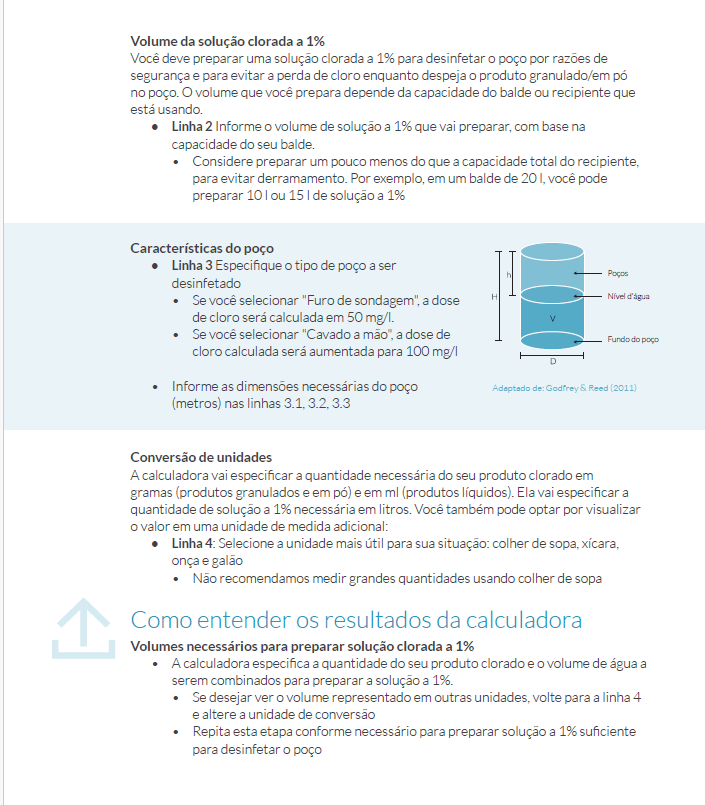 Volume da solução clorada a 1%
Você deve preparar uma solução clorada a 1% para desinfetar o poço por razões de
segurança e para evitar a perda de cloro enquanto despeja o produto granulado/em pó
no poço. O volume que você prepara depende da capacidade do balde ou recipiente que
está usando.
● Linha 2 Informe o volume de solução a 1% que vai preparar, com base na
capacidade do seu balde.
• Considere preparar um pouco menos do que a capacidade total do recipiente,
para evitar derramamento. Por exemplo, em um balde de 20 l, você pode
preparar 10 l ou 15 l de solução a 1%
Características do poço
● Linha 3 Especifique o tipo de poço a ser
desinfetado
• Se você selecionar "Furo de sondagem", a dose
de cloro será calculada em 50 mg/l.
• Se você selecionar "Cavado a mão", a dose de
cloro calculada será aumentada para 100 mg/l
• Informe as dimensões necessárias do poço
(metros) nas linhas 3.1, 3.2, 3.3
h
H
Poços
Nível d'água
V
Fundo do poço
D
Adaptado de: Godfrey & Reed (2011)
Conversão de unidades
A calculadora vai especificar a quantidade necessária do seu produto clorado em
gramas (produtos granulados e em pó) e em ml (produtos líquidos). Ela vai especificar a
quantidade de solução a 1% necessária em litros. Você também pode optar por visualizar
o valor em uma unidade de medida adicional:
● Linha 4: Selecione a unidade mais útil para sua situação: colher de sopa, xícara,
onça e galão
• Não recomendamos medir grandes quantidades usando colher de sopa
Como entender os resultados da calculadora
Volumes necessários para preparar solução clorada a 1%
• A calculadora especifica a quantidade do seu produto clorado e o volume de água a
serem combinados para preparar a solução a 1%.
• Se desejar ver o volume representado em outras unidades, volte para a linha 4
e altere a unidade de conversão
• Repita esta etapa conforme necessário para preparar solução a 1% suficiente
para desinfetar o poço